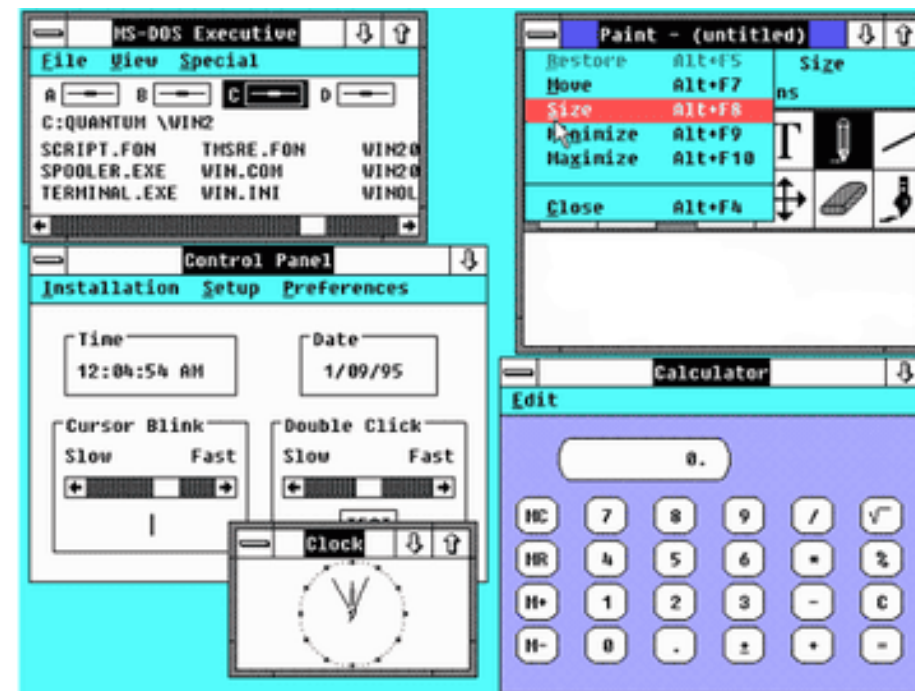 MS-DOS Executive
File View Special
A B C D
C:QUANTUM \WIN2
SCRIPT.FON TMSRE.FON WIN20
SPOOLER.EXE WIN.COM WIN20
TERMINAL.EXE WIN.INI WINOL
Paint - (untitled)
Restore Alt+F5
Move Alt+F7
Size Alt+F8
Alt+F9
Maximize Alt+F10
Close Alt+F4
Size
ns
T
Control Panel
Installation Setup Preferences
Time
12:04:54 AM
Date
1/09/95
Cursor Blink
Slow Fast
Double Click
Slow Fast
Clock
Calculator
Edit
0.
MC 7 8 9 / √
MR 4 5 6 * %
M+ 1 2 3 - C
M- 0 . ± + =